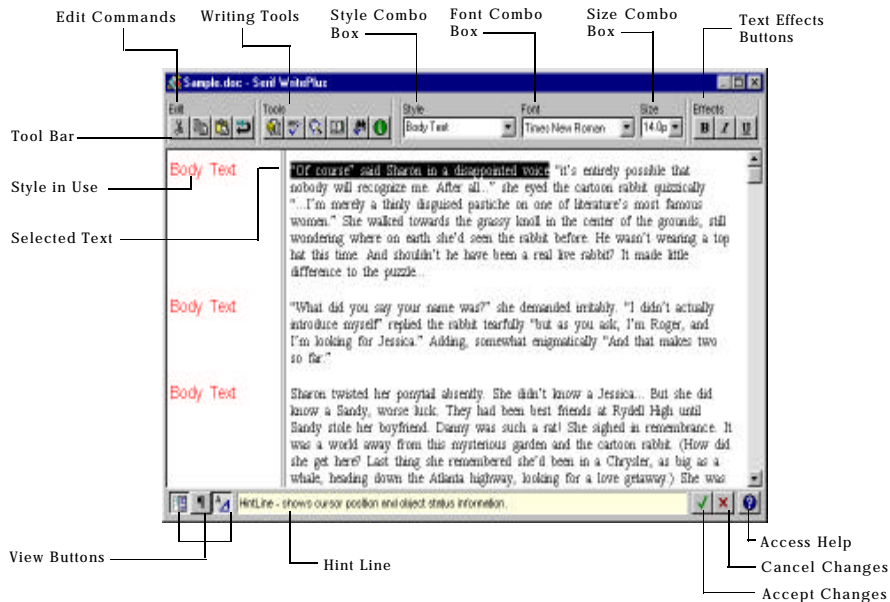 Edit Commands Writing Tools Style Combo Box Font Combo Box Size Combo Box Text Effects Buttons
Sample.doc - Serif WritePlus
Edit Tools Style Font Size Effects
Body Text Times New Roman 14.0p B I U
Tool Bar
Style in Use
Selected Text
Body Text
"Of course" said Sharon in a disappointed voice "it's entirely possible that
nobody will recognize me. After all..." she eyed the cartoon rabbit quizzically
"...I'm merely a thinly disguised pastiche on one of literature's most famous
women." She walked towards the grassy knoll in the center of the grounds, still
wondering where on earth she'd seen the rabbit before. He wasn't wearing a top
hat this time. And shouldn't he have been a real live rabbit? It made little
difference to the puzzle...
Body Text
"What did you say your name was?" she demanded irritably. "I didn't actually
introduce myself" replied the rabbit tearfully "but as you ask, I'm Roger, and
I'm looking for Jessica." Adding, somewhat enigmatically "And that makes two
so far."
Body Text
Sharon twisted her ponytail absently. She didn't know a Jessica... But she did
know a Sandy, worse luck. They had been best friends at Rydell High until
Sandy stole her boyfriend. Danny was such a rat! She sighed in remembrance. It
was a world away from this mysterious garden and the cartoon rabbit. (How did
she get here? Last thing she remembered she'd been in a Chrysler, as big as a
whale, heading down the Atlanta highway, looking for a love getaway.) She was
HintLine - shows cursor position and object status information.
View Buttons
Hint Line
Access Help
Cancel Changes
Accept Changes